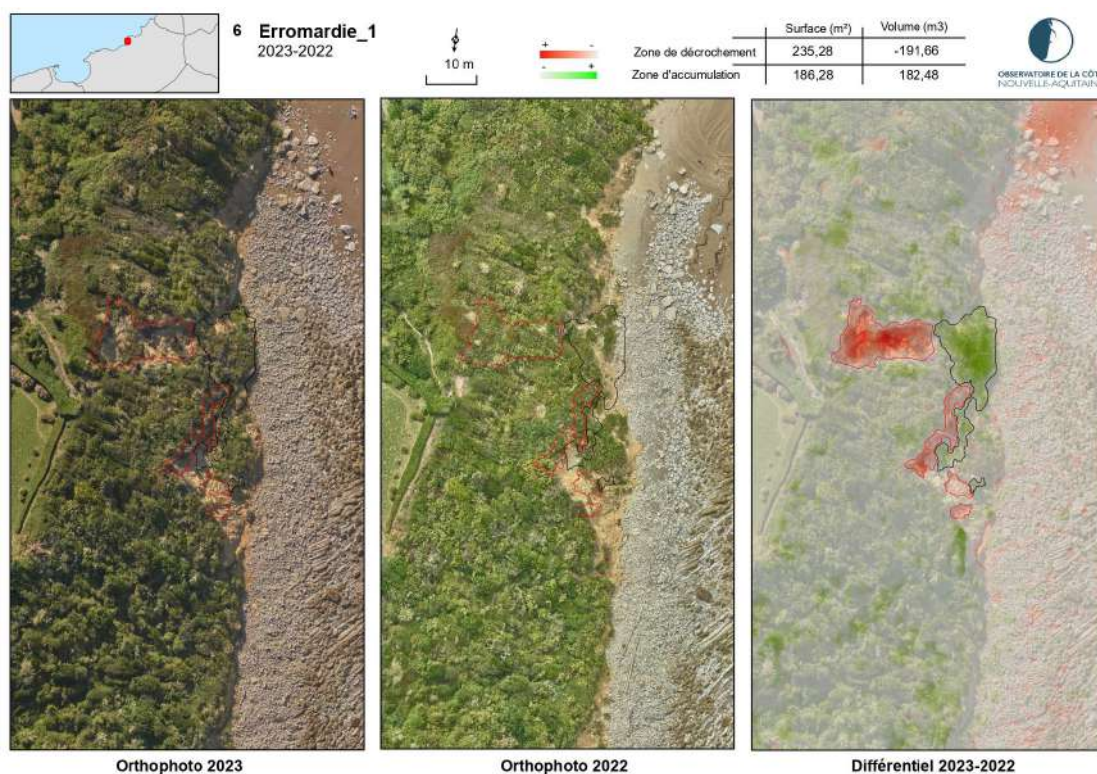 6 Erromardie_1
2023-2022
10 m
+ -
- +
Surface (m²) Volume (m3)
Zone de décrochement 235,28 -191,66
Zone d'accumulation 186,28 182,48
OBSERVATOIRE DE LA CÔT
NOUVELLE-AQUITAIN
Orthophoto 2023 Orthophoto 2022 Différentiel 2023-2022